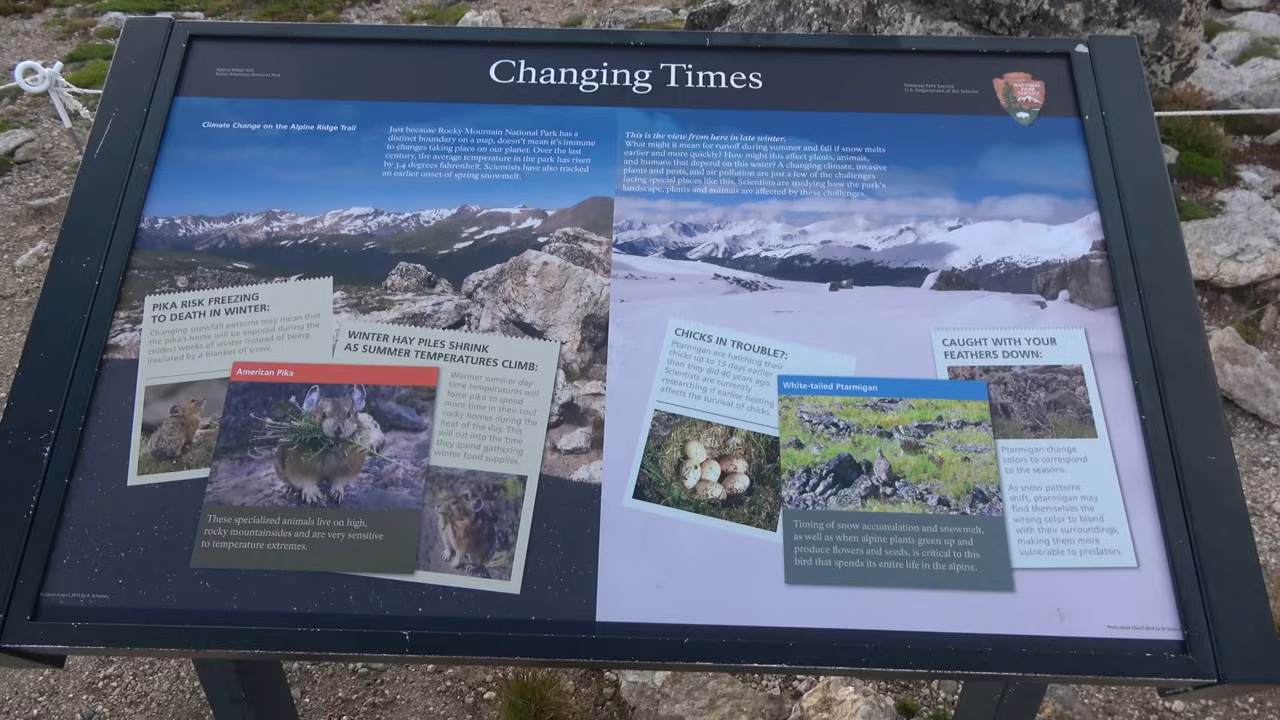 Alpine Ridge Trail
Rocky Mountain National Park
Changing Times
National Park Service
U.S. Department of the Interior
NATIONAL
PARK
SERVICE
Climate Change on the Alpine Ridge Trail
Just because Rocky Mountain National Park has a
distinct boundary on a map, doesn't mean it's immune
to changes taking place on our planet. Over the last
century, the average temperature in the park has risen
by 3.4 degrees fahrenheit. Scientists have also tracked
an earlier onset of spring snowmelt.
This is the view from here in late winter.
What might it mean for runoff during summer and fall if snow melts
earlier and more quickly? How might this affect plants, animals,
and humans that depend on this water? A changing climate, invasive
plants and pests, and air pollution are just a few of the challenges
facing special places like this. Scientists are studying how the park's
landscape, plants and animals are affected by these challenges.
PIKA RISK FREEZING
TO DEATH IN WINTER:
Changing snowfall patterns may mean that
the pika's home will be exposed during the
coldest weeks of winter instead of being
insulated by a blanket of snow.
WINTER HAY PILES SHRINK
AS SUMMER TEMPERATURES CLIMB:
Warmer summer day-
time temperatures will
force pika to spend
more time in their cool
rocky homes during the
heat of the day. This
will cut into the time
they spend gathering
winter food supplies.
American Pika
These specialized animals live on high,
rocky mountainsides and are very sensitive
to temperature extremes.
CHICKS IN TROUBLE?:
Ptarmigan are hatching their
chicks up to 15 days earlier
than they did 40 years ago.
Scientists are currently
researching if earlier nesting
affects the survival of chicks.
White-tailed Ptarmigan
Timing of snow accumulation and snowmelt,
as well as when alpine plants green up and
produce flowers and seeds, is critical to this
bird that spends its entire life in the alpine.
CAUGHT WITH YOUR
FEATHERS DOWN:
Ptarmigan change
colors to correspond
to the seasons.
As snow patterns
shift, ptarmigan may
find themselves the
wrong color to blend
with their surroundings,
making them more
vulnerable to predators.